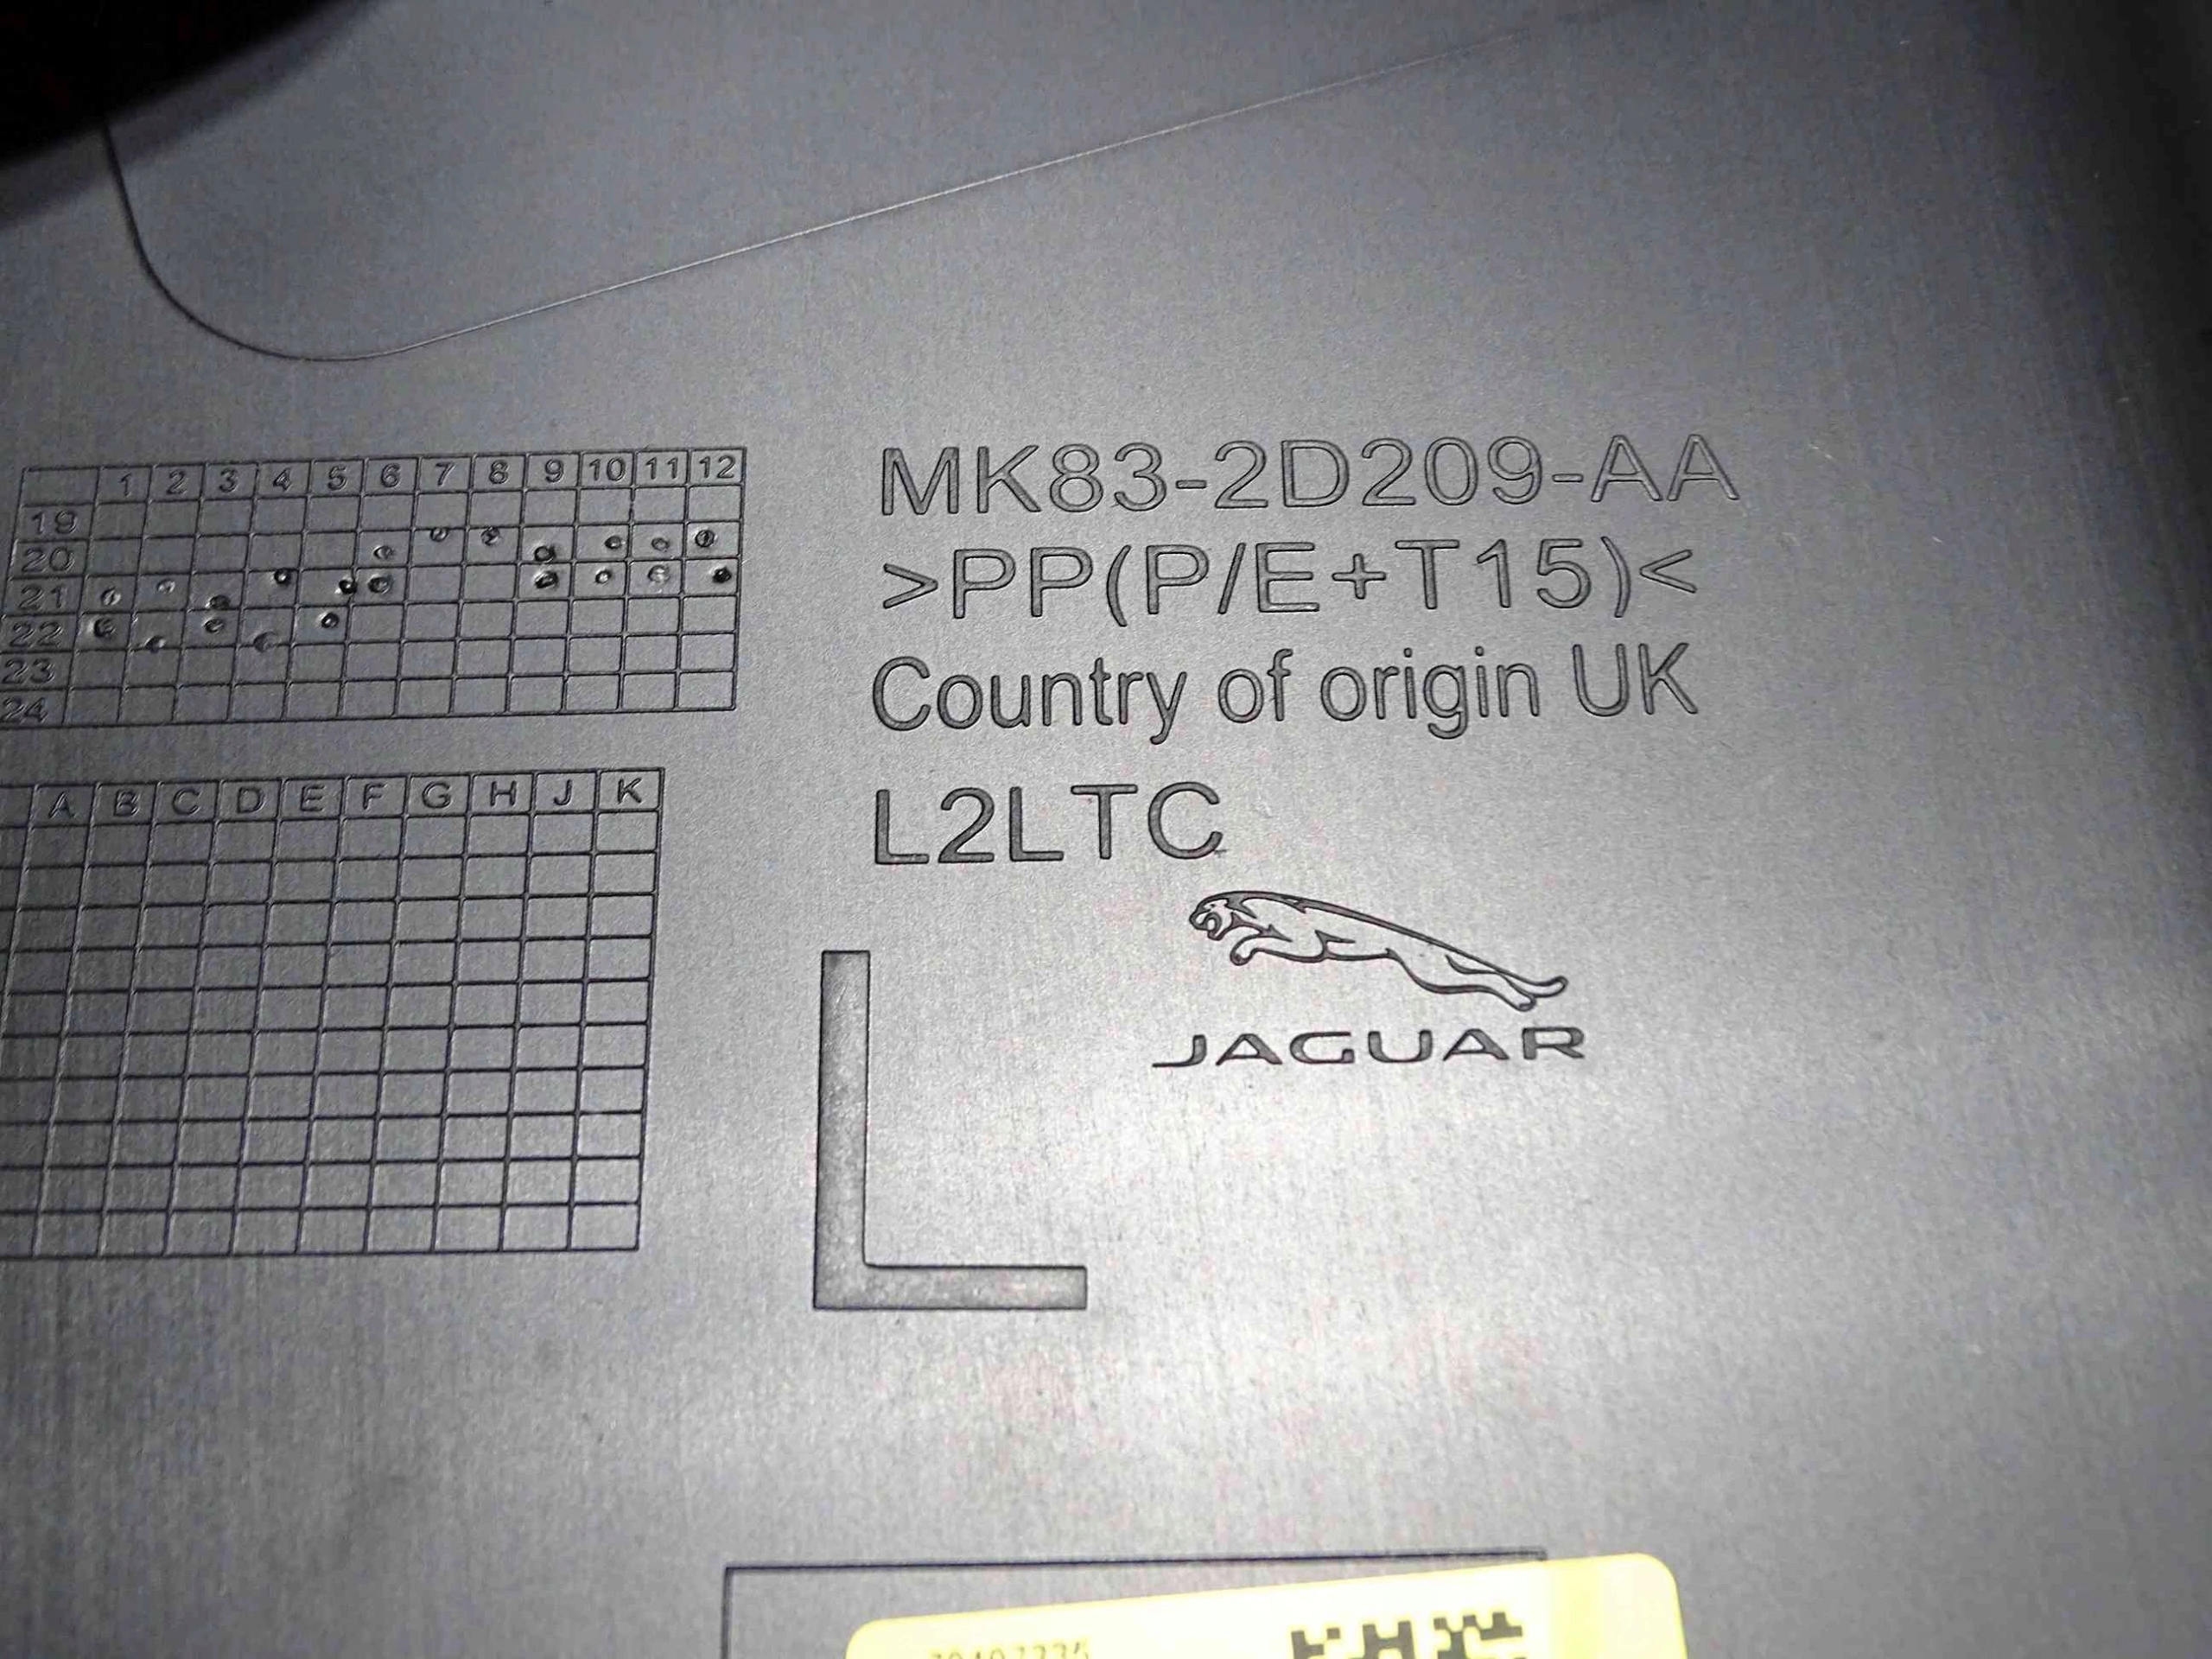 1 2 3 4 5 6 7 8 9 10 11 12
19
20
21
22
23
24
MK83-2D209-AA
>PP(P/E+T15)<
Country of origin UK
L2LTC
A B C D E F G H J K
JAGUAR